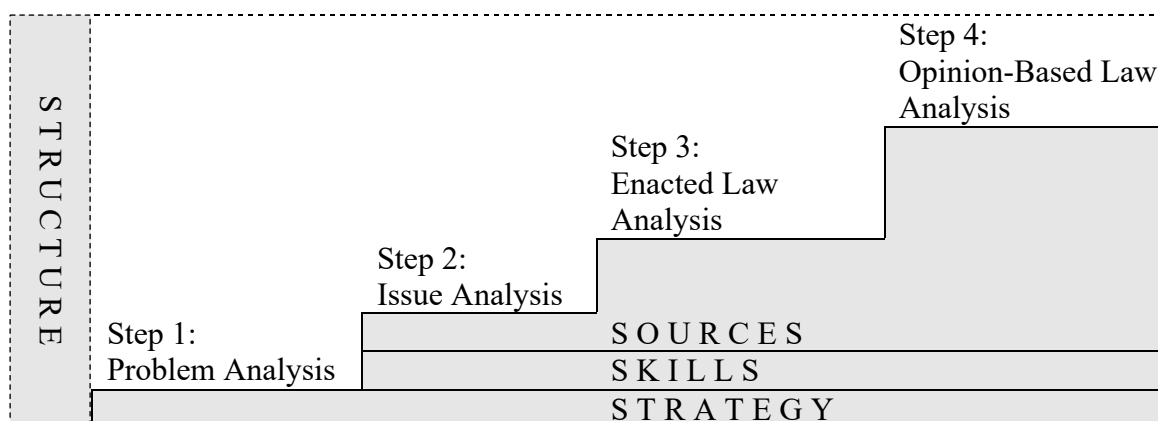 STRUCTURE
Step 1:
Problem Analysis
Step 2:
Issue Analysis
Step 3:
Enacted Law
Analysis
Step 4:
Opinion-Based Law
Analysis
SOURCES
SKILLS
STRATEGY